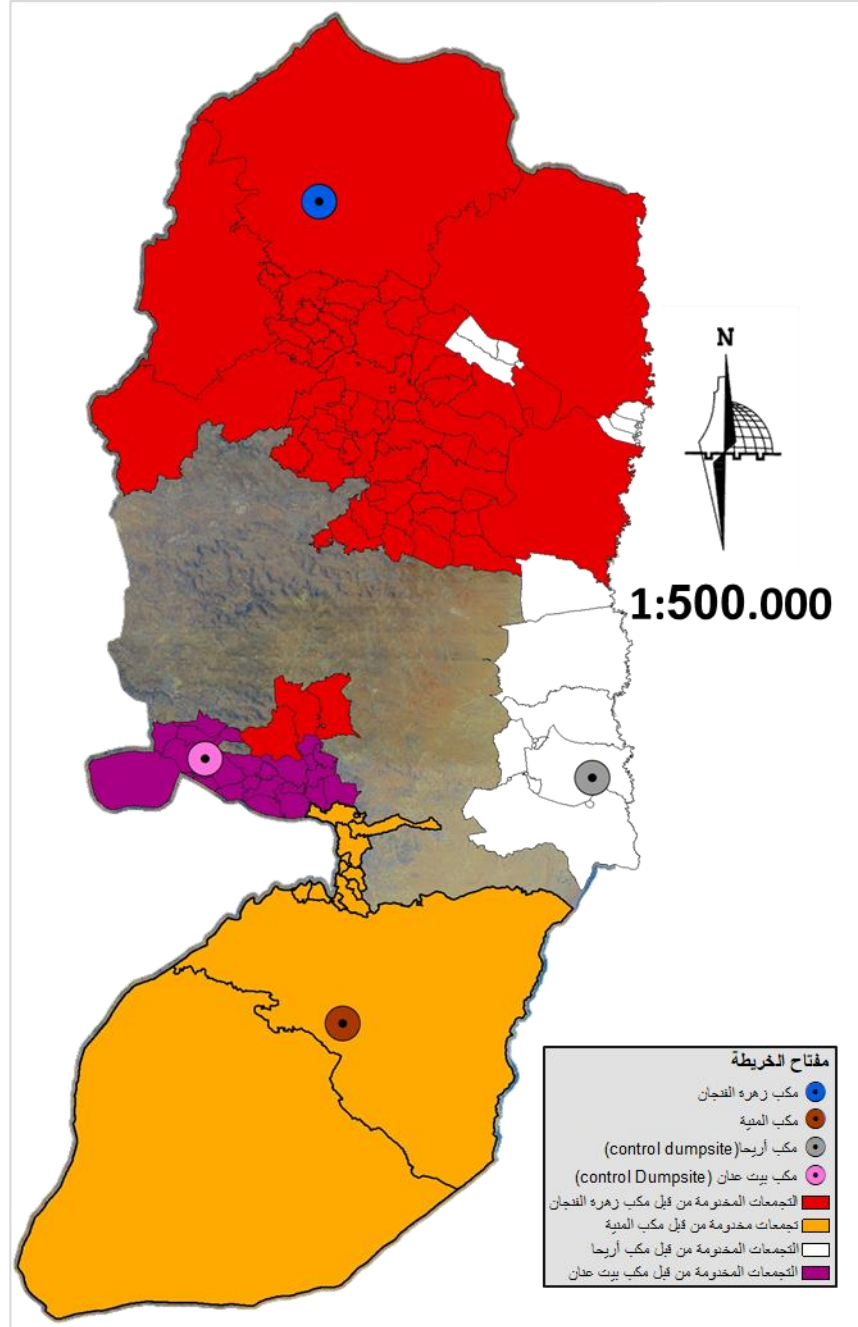 N
1:500.000
مفتاح الخريطة
مكب زهرة الفنجان
مكب المنية
مكب أريحا(control dumpsite)
مكب بيت عنان (control Dumpsite)
التجمعات المخدومة من قبل مكب زهرة الفنجان
تجمعات مخدومة من قبل مكب المنية
التجمعات المخدومة من قبل مكب أريحا
التجمعات المخدومة من قبل مكب بيت عنان